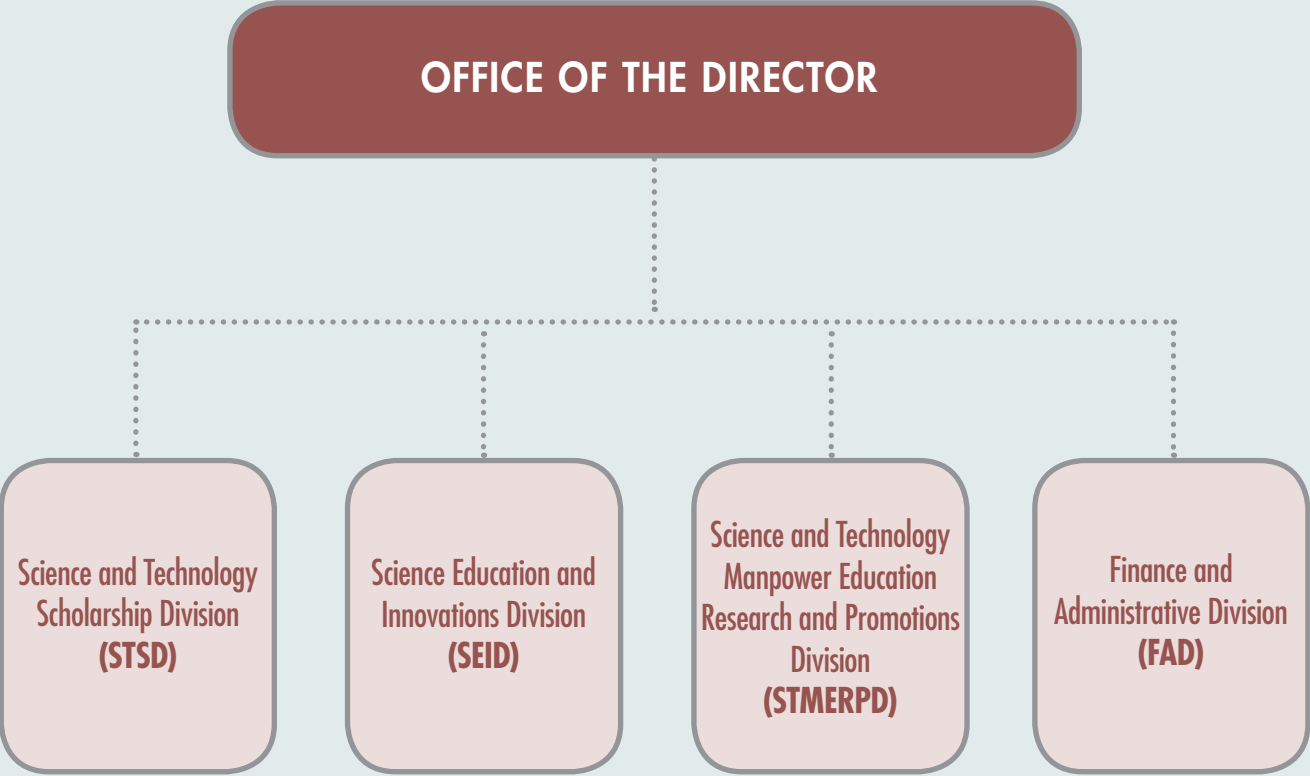 OFFICE OF THE DIRECTOR
Science and Technology
Scholarship Division
(STSD)
Science Education and
Innovations Division
(SEID)
Science and Technology
Manpower Education
Research and Promotions
Division
(STMERPD)
Finance and
Administrative Division
(FAD)